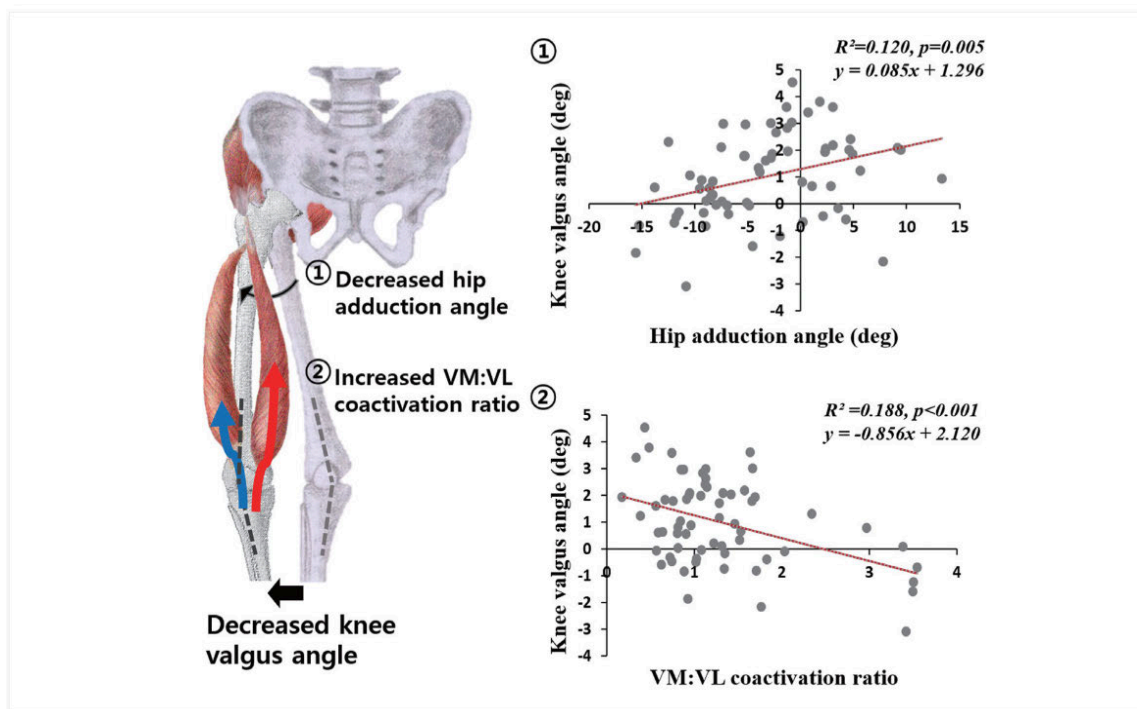 ①
Decreased hip
adduction angle
②
Increased VM:VL
coactivation ratio
Decreased knee
valgus angle
①
R²=0.120, p=0.005
y = 0.085x + 1.296
Knee valgus angle (deg)
5
4
3
2
1
0
-1
-2
-3
-4
-20
-15
-10
-5
0
5
10
15
Hip adduction angle (deg)
②
R² =0.188, p<0.001
y = -0.856x + 2.120
Knee valgus angle (deg)
5
4
3
2
1
0
-1
-2
-3
-4
0
1
2
3
4
VM:VL coactivation ratio